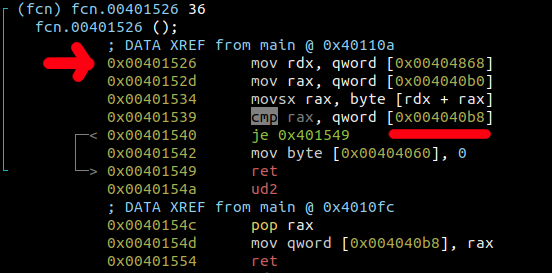 (fcn) fcn.00401526 36
fcn.00401526 ();
; DATA XREF from main @ 0x40110a
0x00401526 mov rdx, qword [0x00404868]
0x0040152d mov rax, qword [0x004040b0]
0x00401534 movsx rax, byte [rdx + rax]
0x00401539 cmp rax, qword [0x004040b8]
0x00401540 je 0x401549
0x00401542 mov byte [0x00404060], 0
0x00401549 ret
0x0040154a ud2
; DATA XREF from main @ 0x4010fc
0x0040154c pop rax
0x0040154d mov qword [0x004040b8], rax
0x00401554 ret